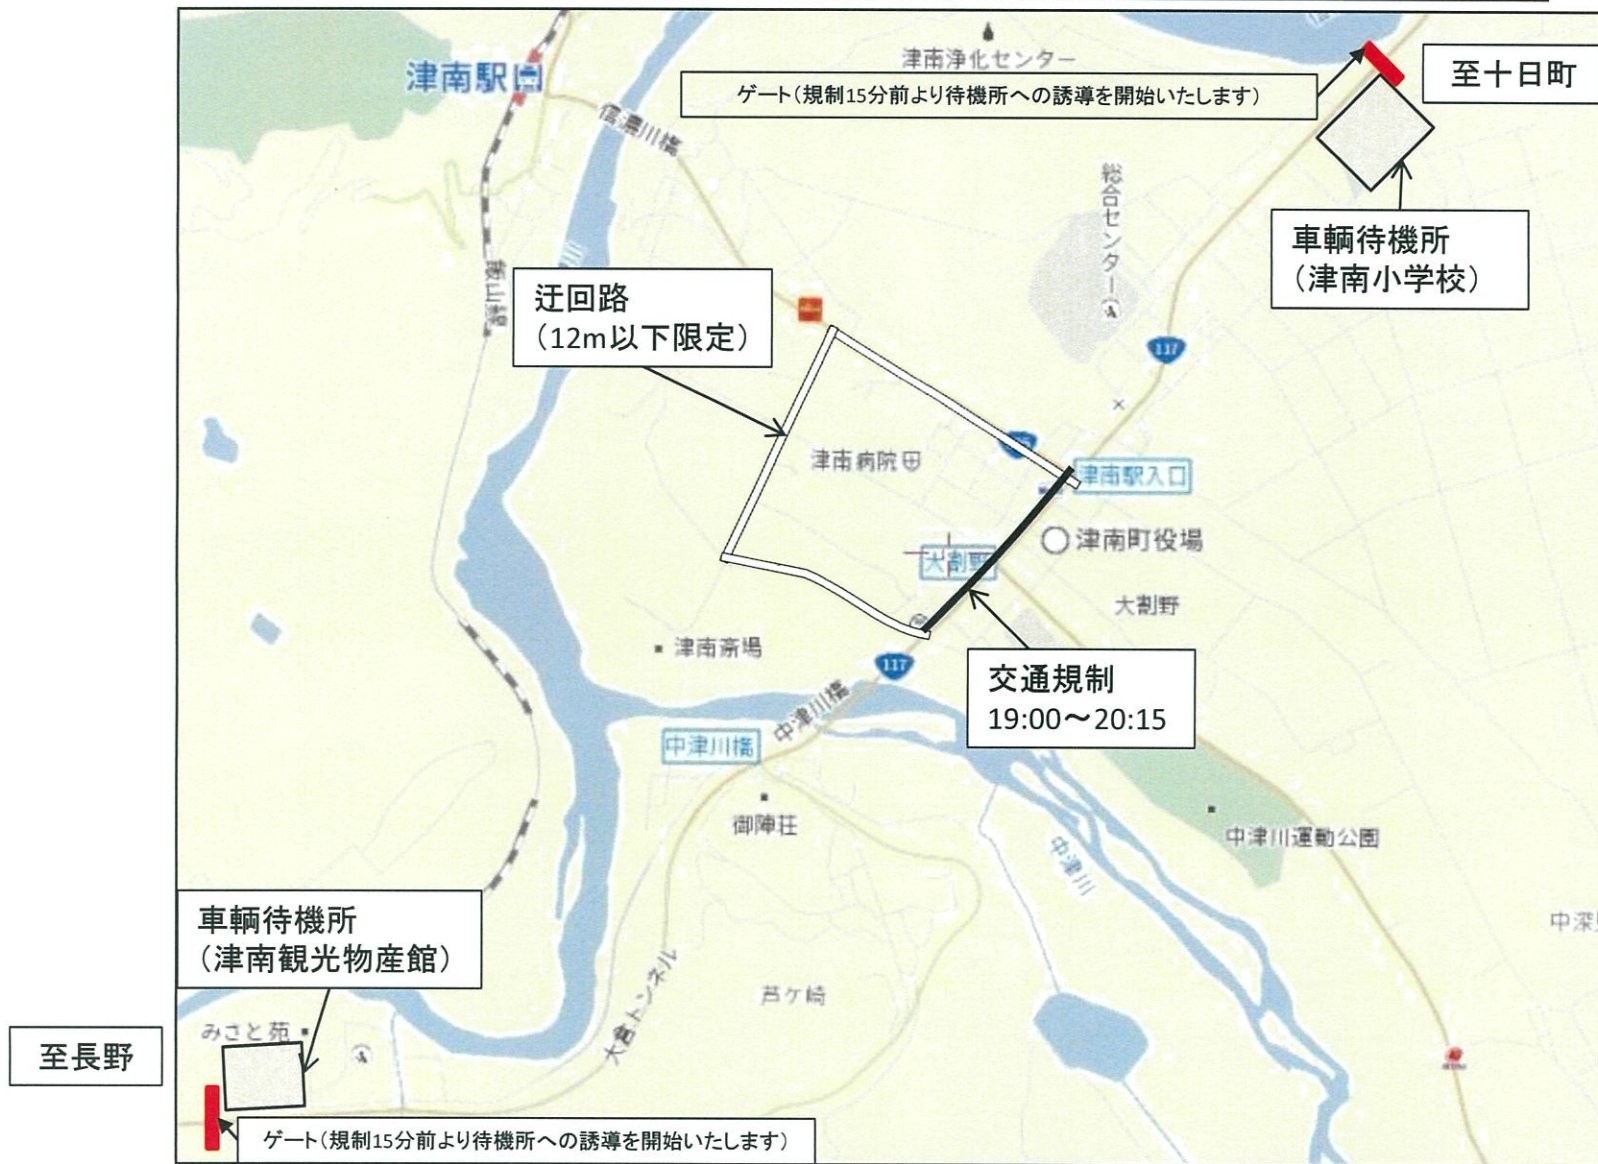 津南駅
津南浄化センター
至十日町
ゲート(規制15分前より待機所への誘導を開始いたします)
信濃川橋
総合センター
車輌待機所
(津南小学校)
飯山線
迂回路
(12m以下限定)
117
津南病院
津南駅入口
津南町役場
大割野
大割野
津南斎場
117
交通規制
19:00~20:15
中津川橋
中津川橋
御陣荘
中津川
中津川運動公園
車輌待機所
(津南観光物産館)
大倉トンネル
芦ケ崎
みさと苑
至長野
ゲート(規制15分前より待機所への誘導を開始いたします)